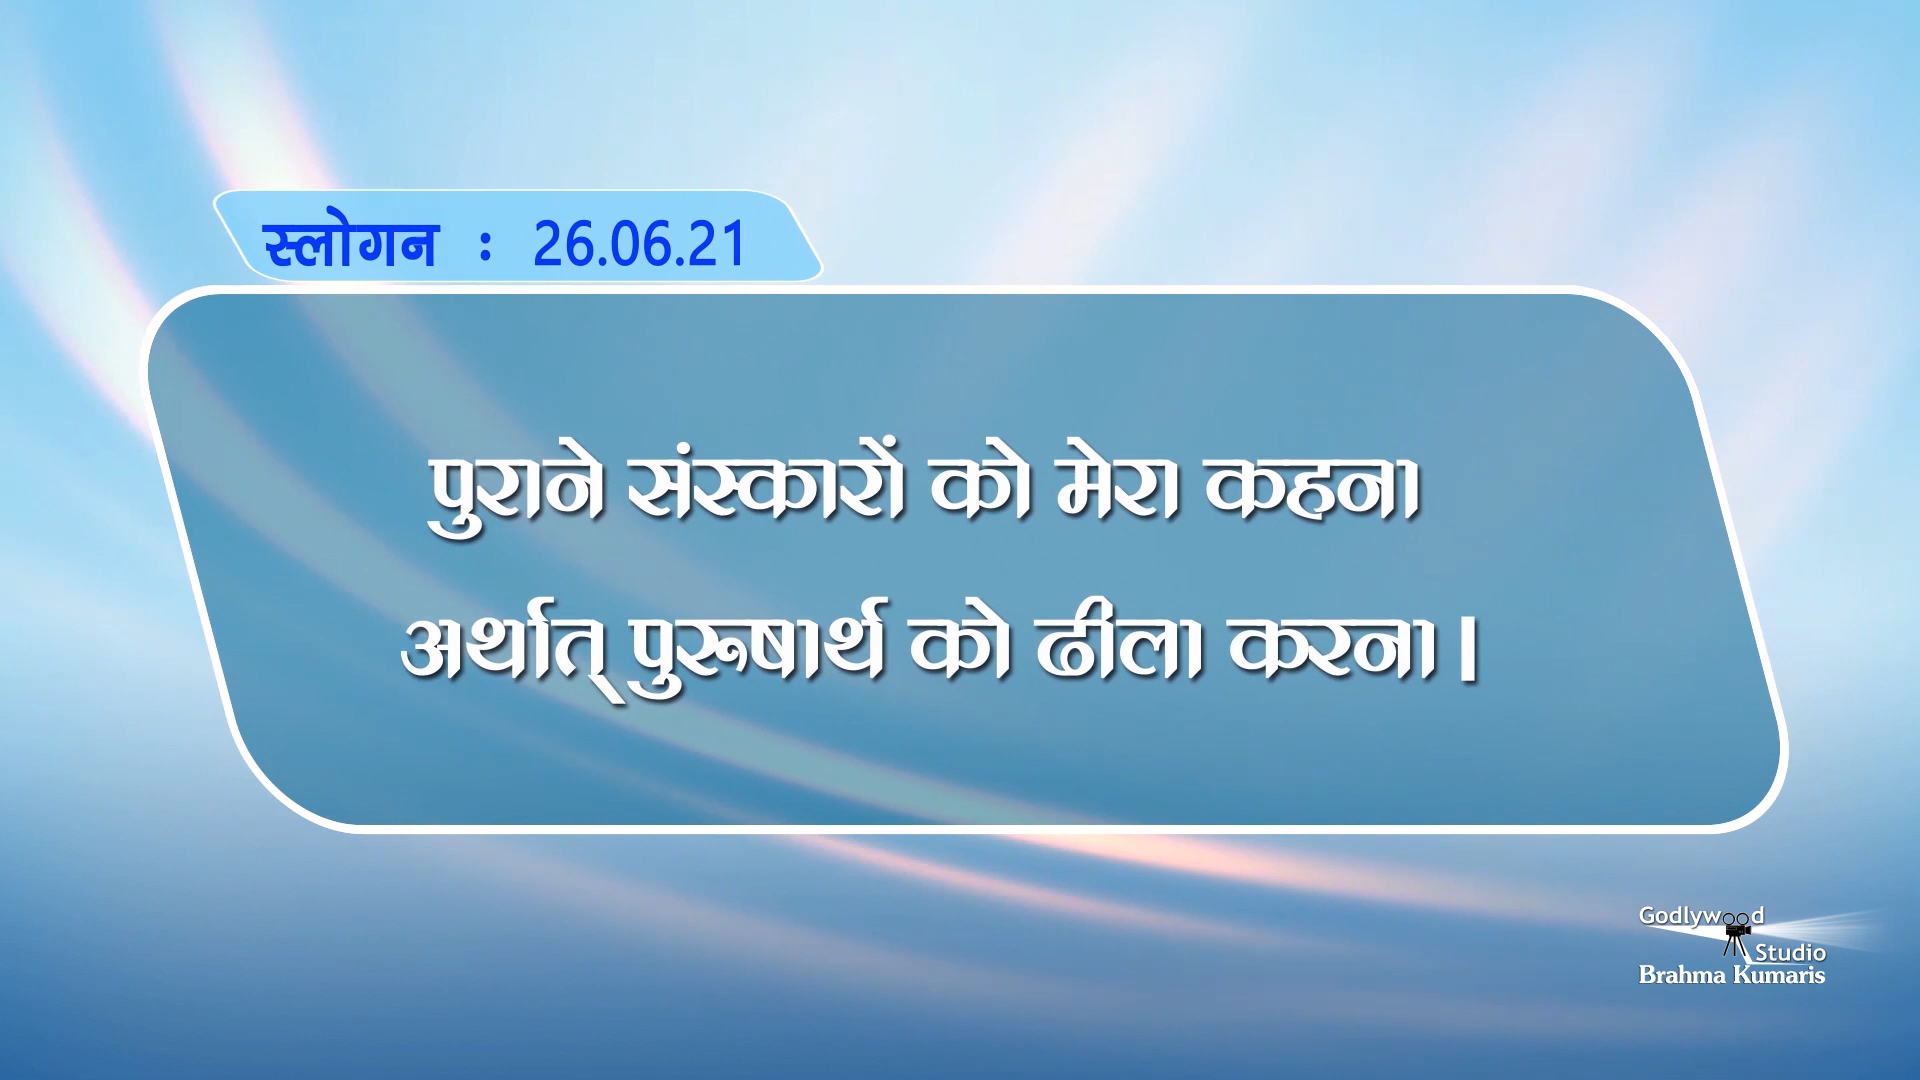 स्लोगन : 26.06.21
पुराने संस्कारों को मेरा कहना
अर्थात् पुरूषार्थ को ढीला करना।
Godlywood
Studio
Brahma Kumaris